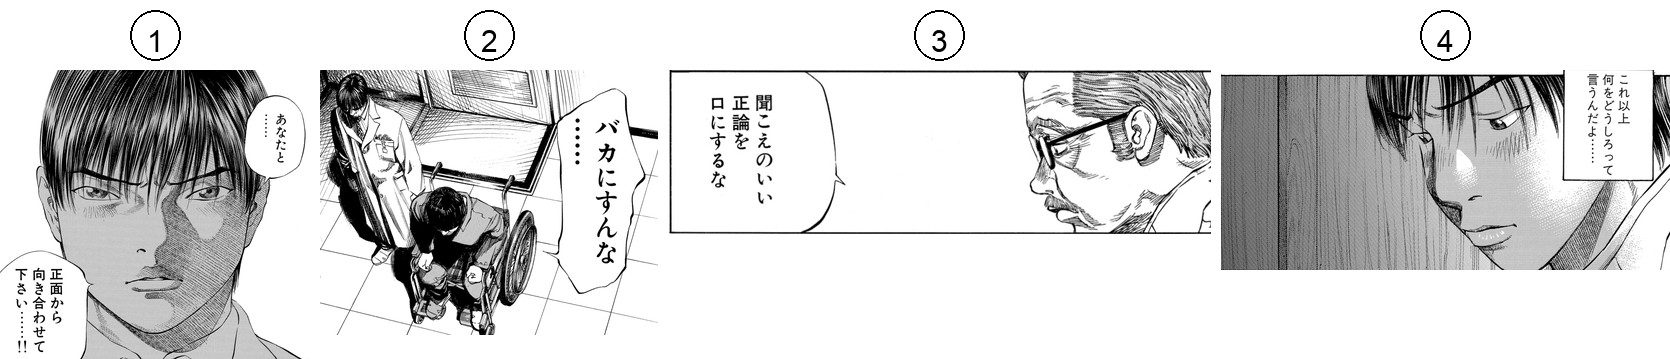 1
あなたと
……
正面から
向き合わせて
下さい……!!
2
バカにすんな
……
3
聞こえのいい
正論を
口にするな
4
これ以上
何をどうしろって
言うんだよ……